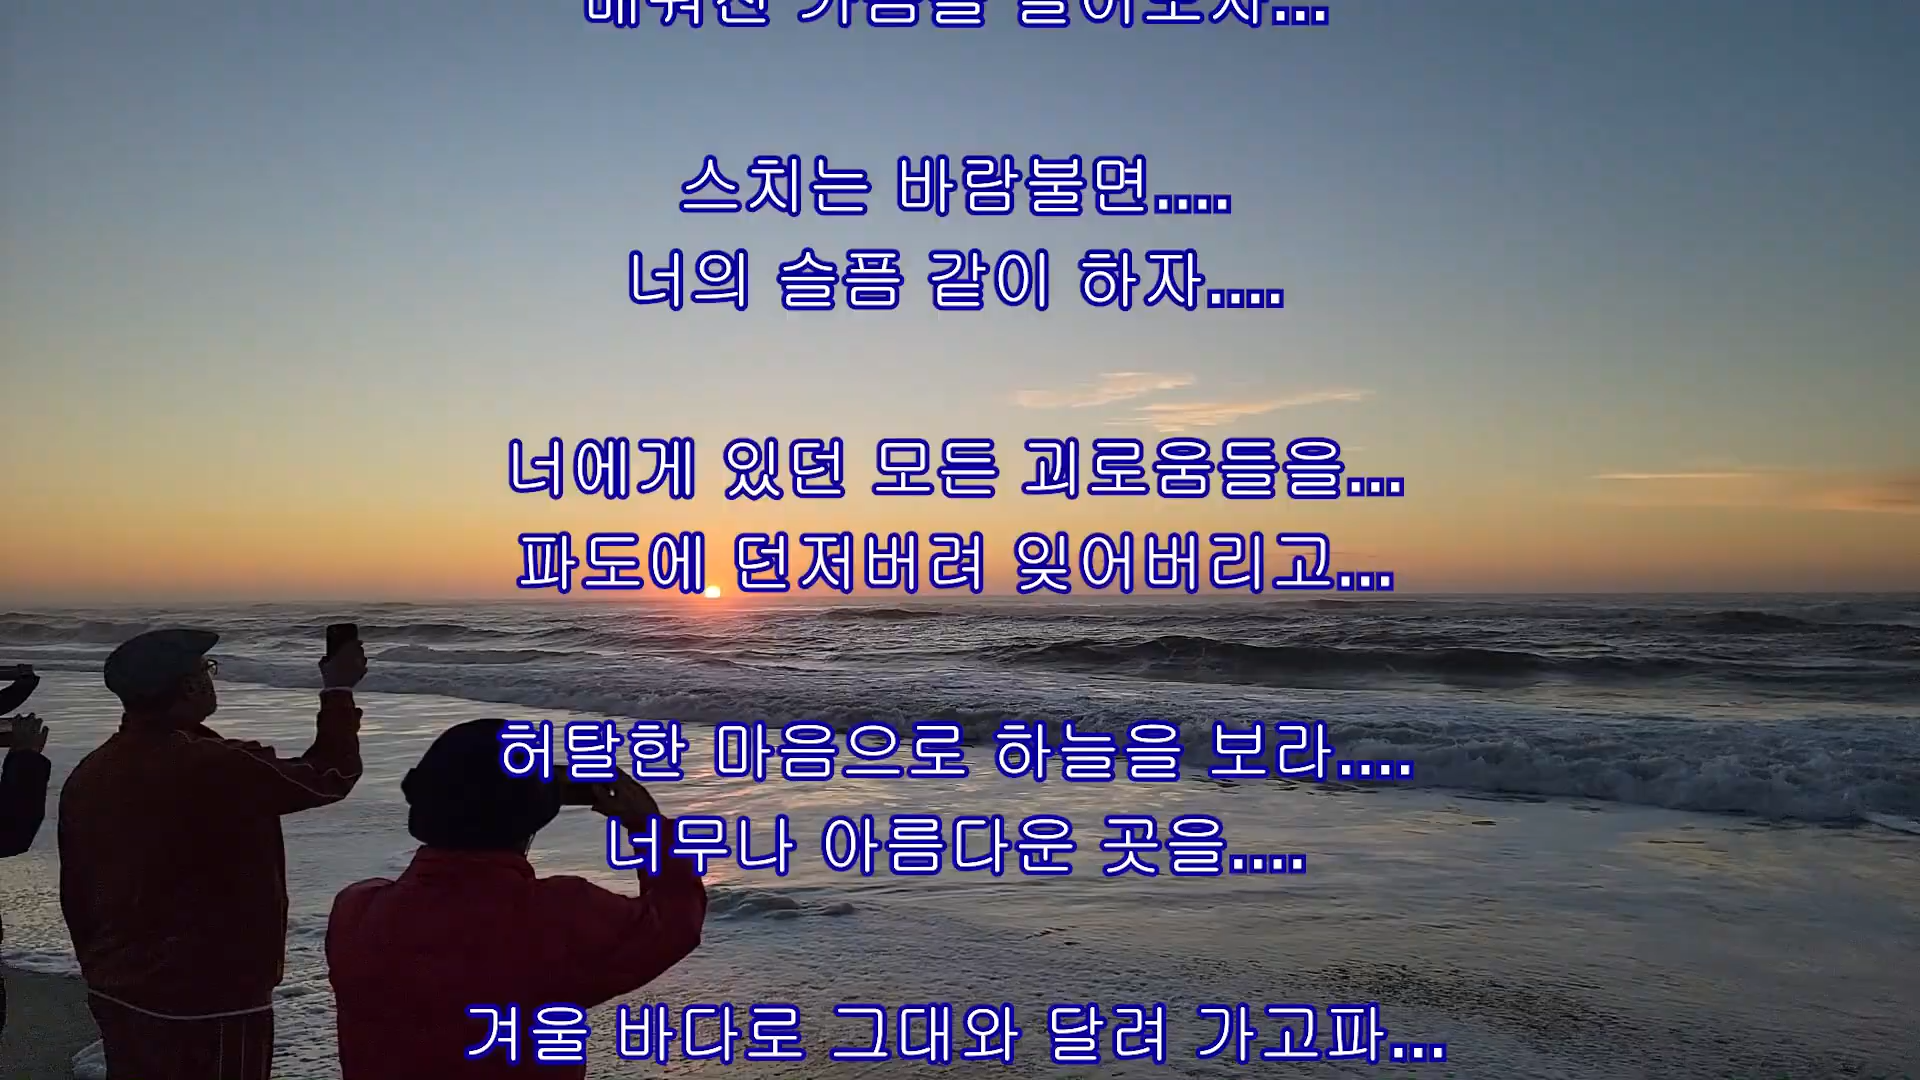 스치는 바람불면....
너의 슬픔 같이 하자....
너에게 있던 모든 괴로움들을...
파도에 던저버려 잊어버리고...
허탈한 마음으로 하늘을 보라....
너무나 아름다운 곳을....
겨울 바다로 그대와 달려 가고파...